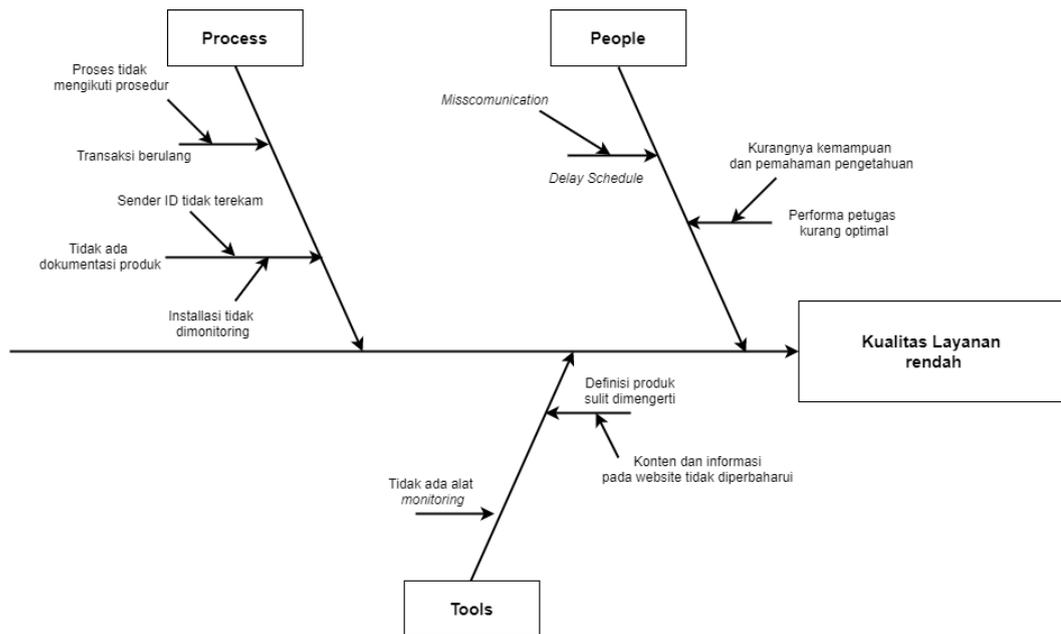 Process
People
Proses tidak
mengikuti prosedur
Transaksi berulang
Sender ID tidak terekam
Tidak ada
dokumentasi produk
Installasi tidak
dimonitoring
Misscomunication
Delay Schedule
Kurangnya kemampuan
dan pemahaman pengetahuan
Performa petugas
kurang optimal
Kualitas Layanan
rendah
Definisi produk
sulit dimengerti
Konten dan informasi
pada website tidak diperbaharui
Tidak ada alat
monitoring
Tools